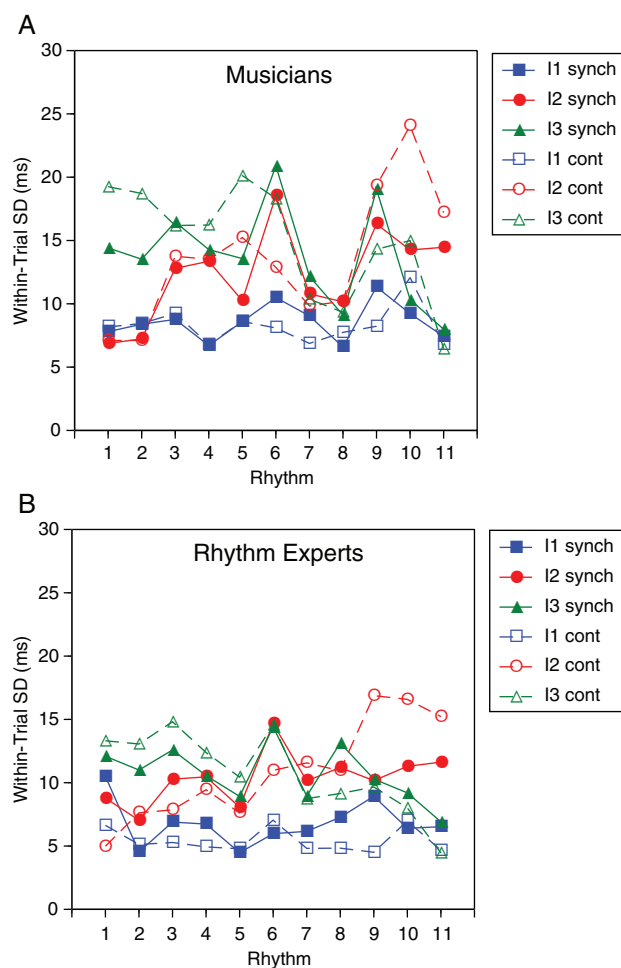 A
Musicians
30
25
20
15
10
5
0
Within-Trial SD (ms)
1 2 3 4 5 6 7 8 9 10 11
Rhythm
I1 synch
I2 synch
I3 synch
I1 cont
I2 cont
I3 cont
B
Rhythm Experts
30
25
20
15
10
5
0
Within-Trial SD (ms)
1 2 3 4 5 6 7 8 9 10 11
Rhythm
I1 synch
I2 synch
I3 synch
I1 cont
I2 cont
I3 cont